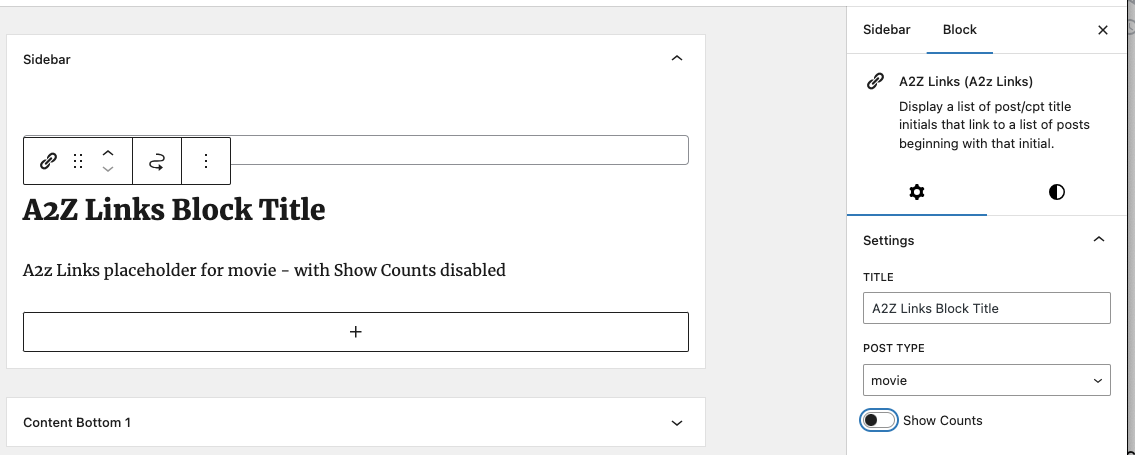 Sidebar
A2Z Links Block Title
A2z Links placeholder for movie – with Show Counts disabled
Content Bottom 1
Sidebar Block
A2Z Links (A2z Links)
Display a list of post/cpt title
initials that link to a list of posts
beginning with that initial.
Settings
TITLE
A2Z Links Block Title
POST TYPE
movie
Show Counts